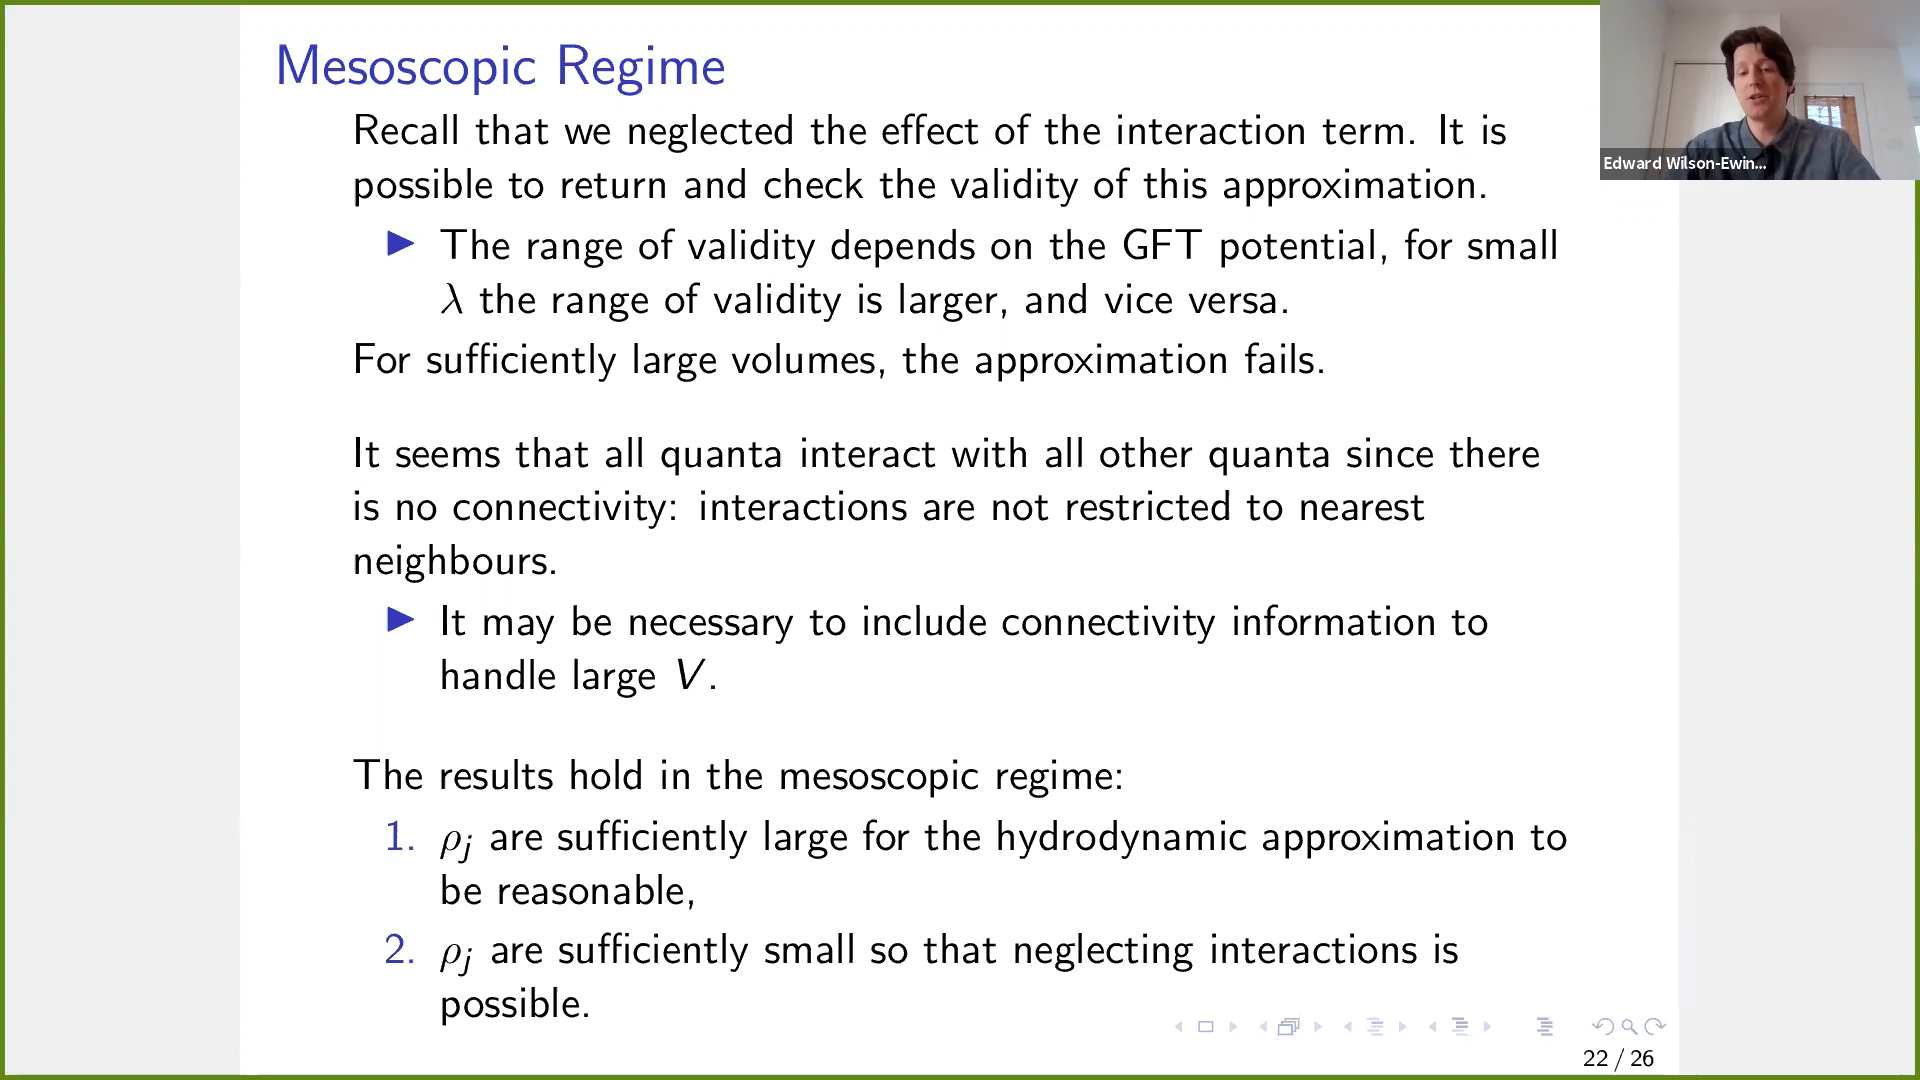 Mesoscopic Regime
Recall that we neglected the effect of the interaction term. It is
possible to return and check the validity of this approximation.
▶ The range of validity depends on the GFT potential, for small
λ the range of validity is larger, and vice versa.
For sufficiently large volumes, the approximation fails.
It seems that all quanta interact with all other quanta since there
is no connectivity: interactions are not restricted to nearest
neighbours.
▶ It may be necessary to include connectivity information to
handle large V.
The results hold in the mesoscopic regime:
1. ρj are sufficiently large for the hydrodynamic approximation to
be reasonable,
2. ρj are sufficiently small so that neglecting interactions is
possible.
22 / 26
Edward Wilson-Ewin...